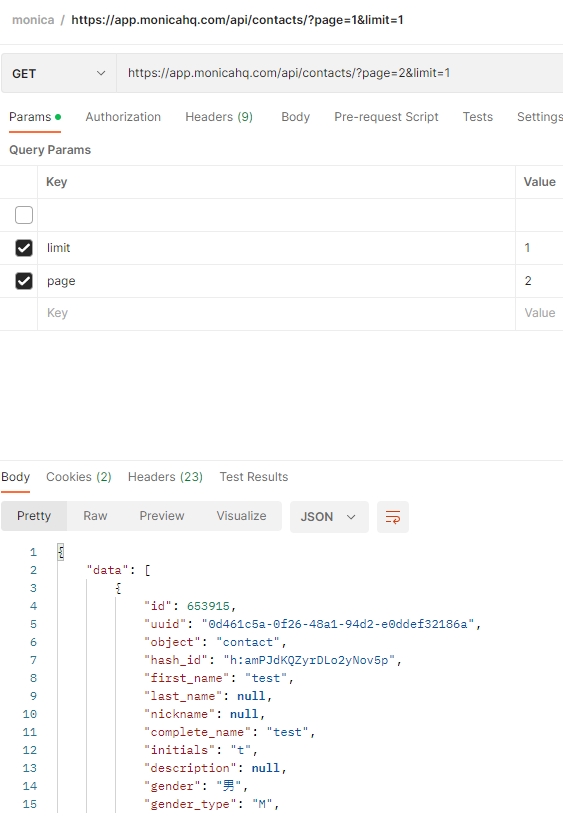 monica / https://app.monicahq.com/api/contacts/?page=1&limit=1
GET https://app.monicahq.com/api/contacts/?page=2&limit=1
Params Authorization Headers (9) Body Pre-request Script Tests Settings
Query Params
Key Value
limit 1
page 2
Key Value
Body Cookies (2) Headers (23) Test Results
Pretty Raw Preview Visualize JSON
1 {
2 "data": [
3 {
4 "id": 653915,
5 "uuid": "0d461c5a-0f26-48a1-94d2-e0ddef32186a",
6 "object": "contact",
7 "hash_id": "h:amPJdKQZyrDLo2yNov5p",
8 "first_name": "test",
9 "last_name": null,
10 "nickname": null,
11 "complete_name": "test",
12 "initials": "t",
13 "description": null,
14 "gender": "男",
15 "gender_type": "M",